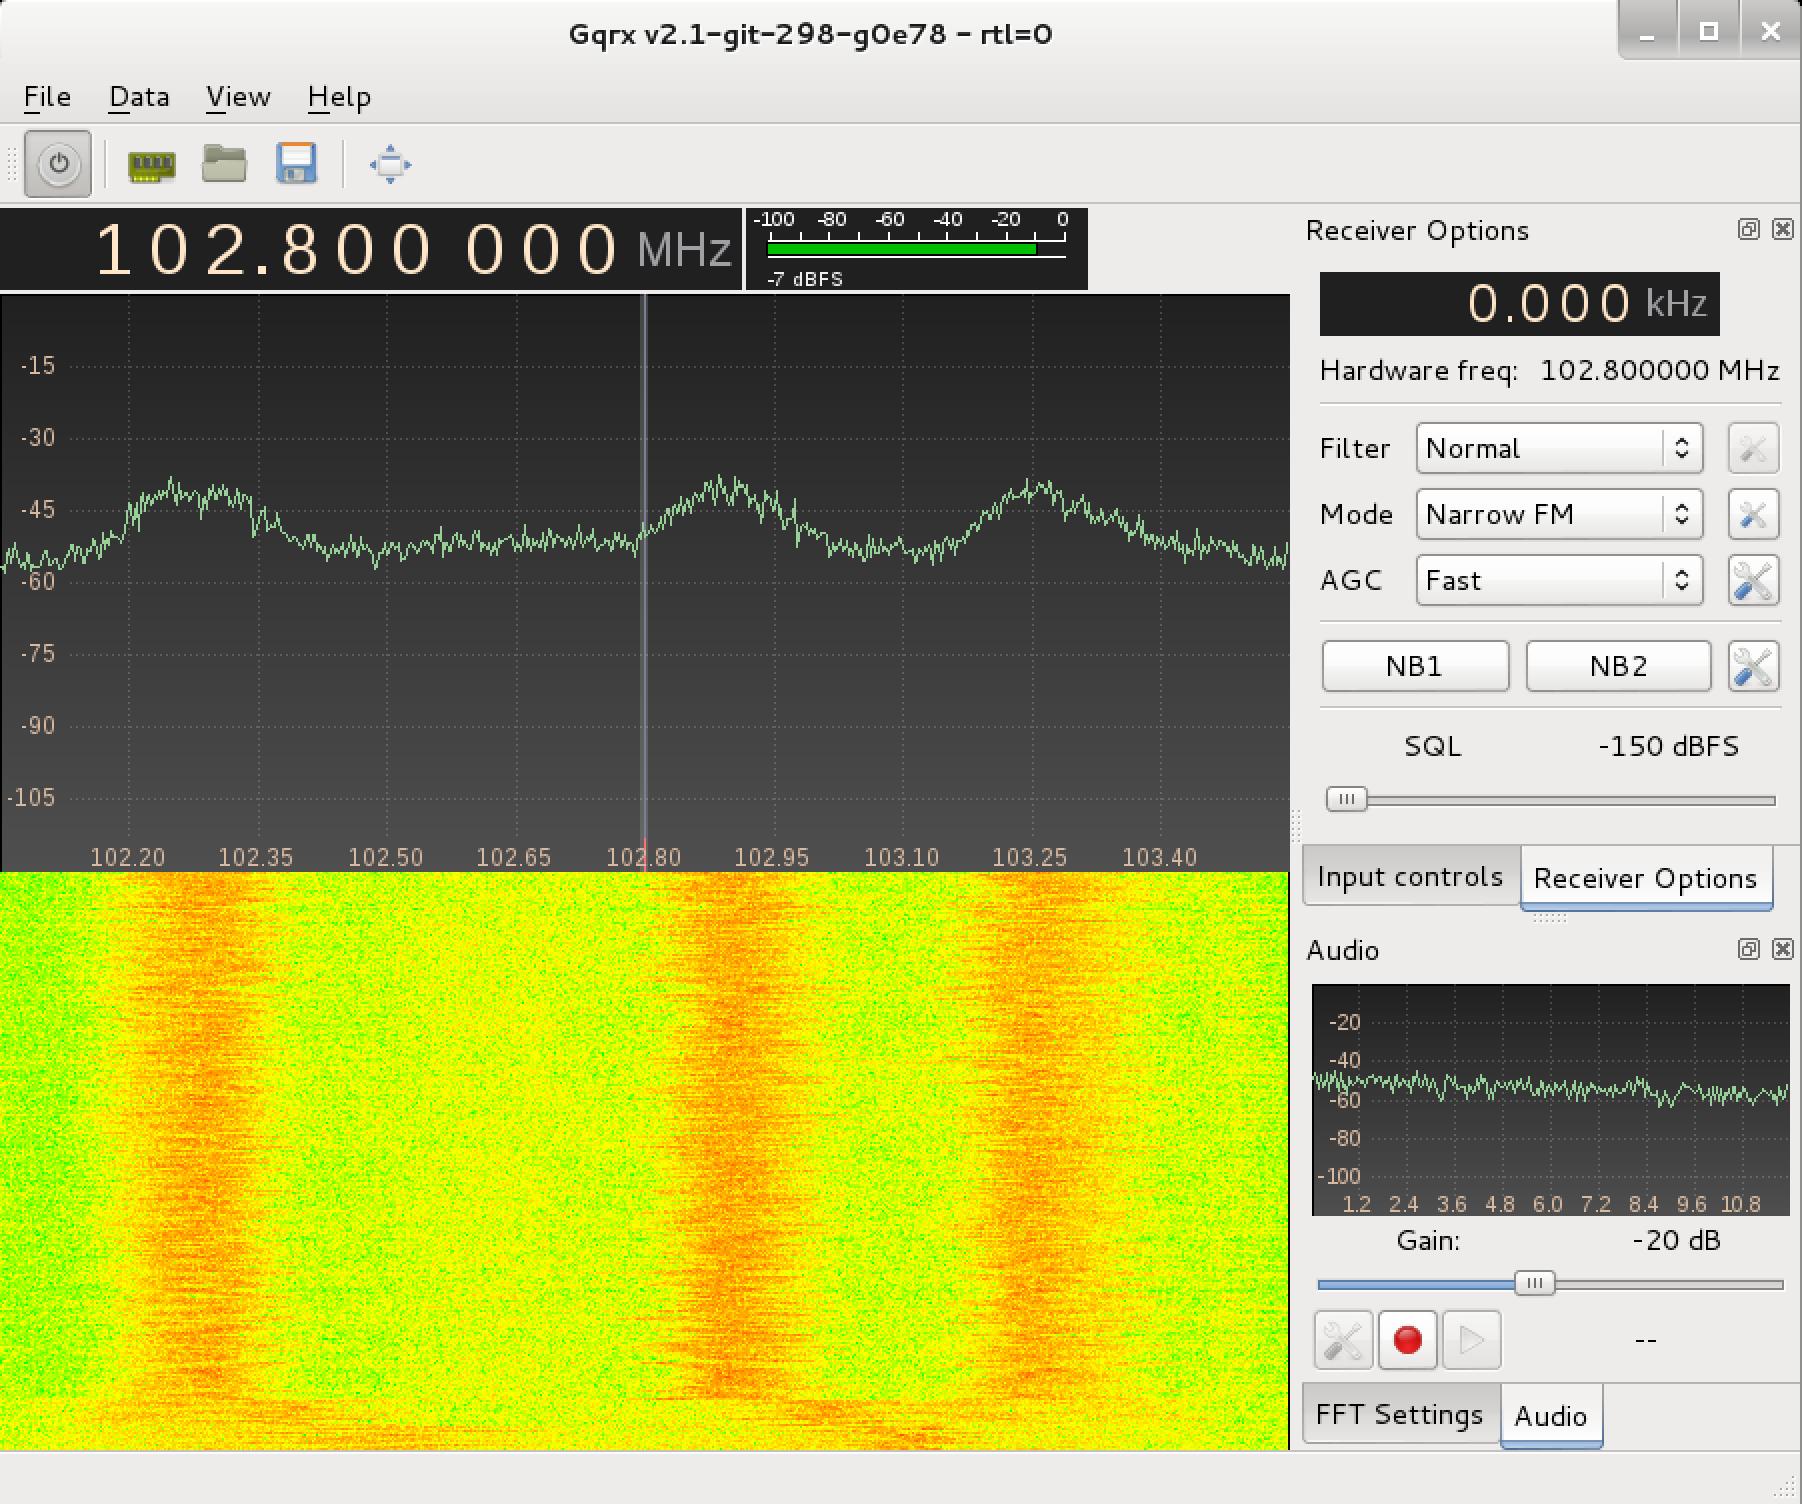 Gqrx v2.1-git-298-g0e78 - rtl=0
File Data View Help
102.800 000 MHz
-100 -80 -60 -40 -20 0
-7 dBFS
-15
-30
-45
-60
-75
-90
-105
102.20 102.35 102.50 102.65 102.80 102.95 103.10 103.25 103.40
Receiver Options
0.000 kHz
Hardware freq: 102.800000 MHz
Filter Normal
Mode Narrow FM
AGC Fast
NB1 NB2
SQL -150 dBFS
Input controls Receiver Options
Audio
-20
-40
-60
-80
-100
1.2 2.4 3.6 4.8 6.0 7.2 8.4 9.6 10.8
Gain: -20 dB
--
FFT Settings Audio